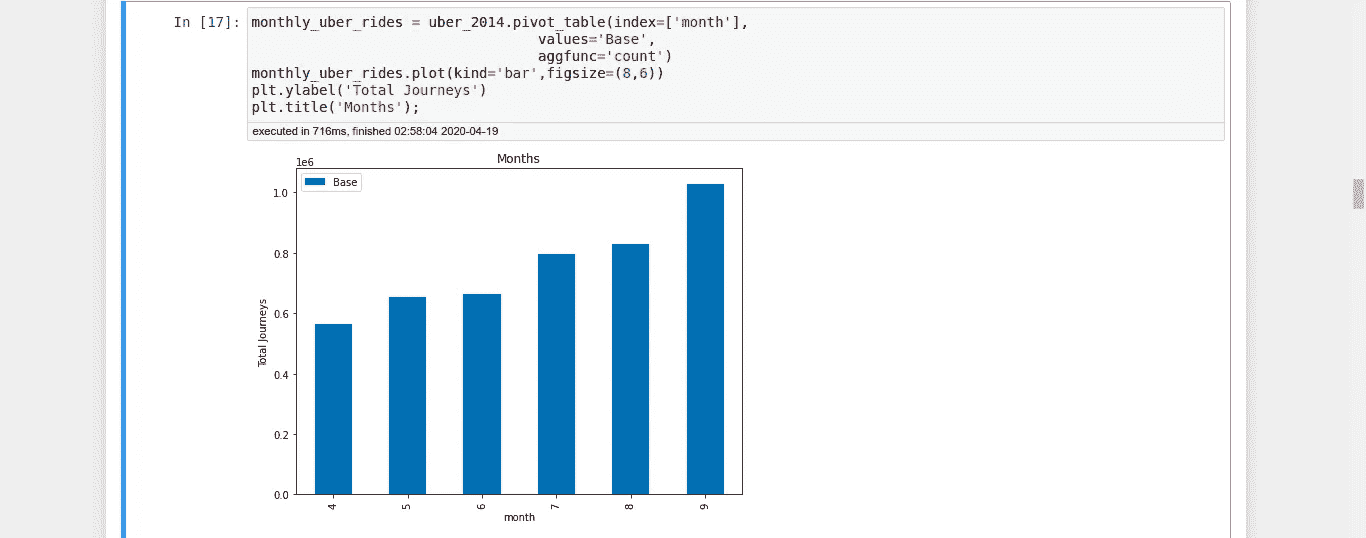 In [17]: monthly_uber_rides = uber_2014.pivot_table(index=['month'],
values='Base',
aggfunc='count')
monthly_uber_rides.plot(kind='bar',figsize=(8,6))
plt.ylabel('Total Journeys')
plt.title('Months');
executed in 716ms, finished 02:58:04 2020-04-19
Months
1e6
Base
1.0
0.8
0.6
0.4
0.2
0.0
Total Journeys
4 5 6 7 8 9
month